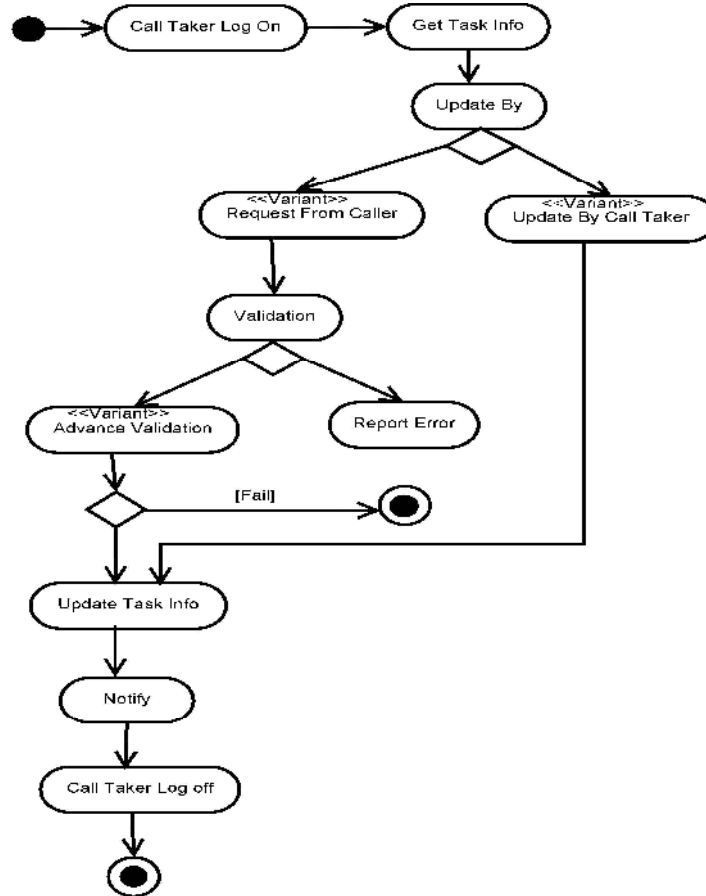 Call Taker Log On
Get Task Info
Update By
<<Variant>>
Request From Caller
<<Variant>>
Update By Call Taker
Validation
<<Variant>>
Advance Validation
Report Error
[Fail]
Update Task Info
Notify
Call Taker Log off